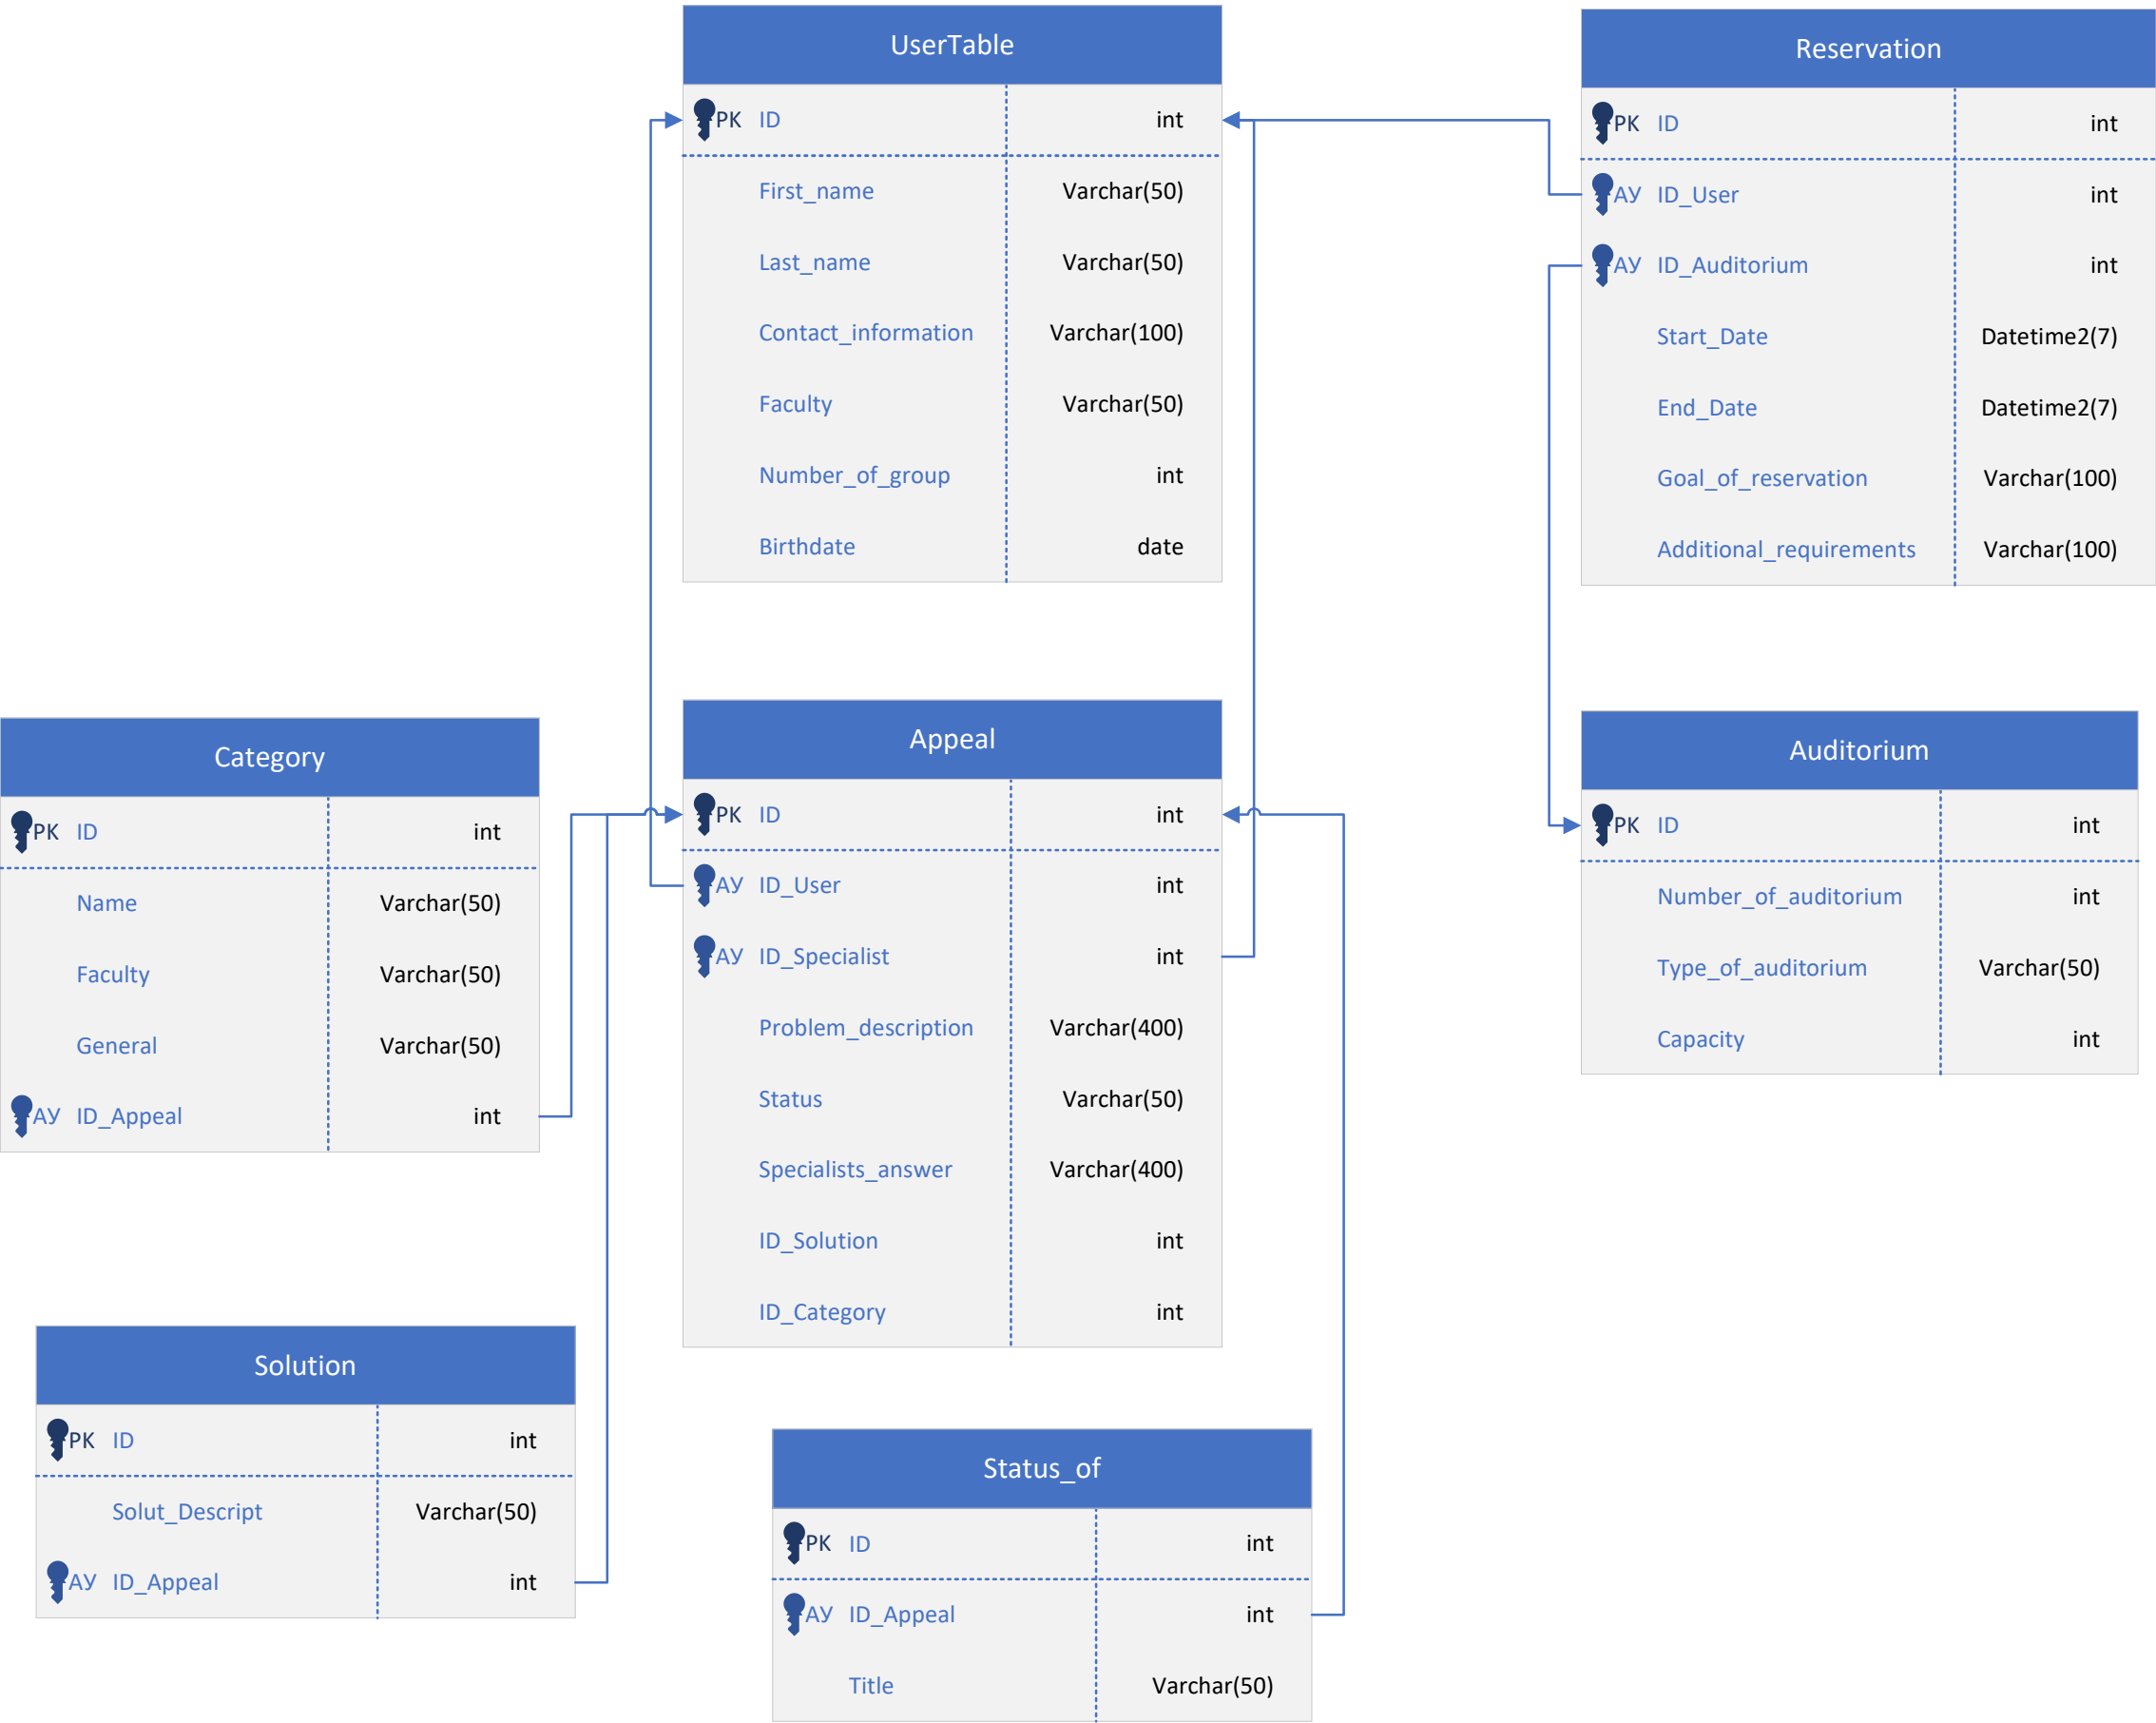 UserTable
PK ID int
First_name Varchar(50)
Last_name Varchar(50)
Contact_information Varchar(100)
Faculty Varchar(50)
Number_of_group int
Birthdate date
Reservation
PK ID int
АУ ID_User int
АУ ID_Auditorium int
Start_Date Datetime2(7)
End_Date Datetime2(7)
Goal_of_reservation Varchar(100)
Additional_requirements Varchar(100)
Category
PK ID int
Name Varchar(50)
Faculty Varchar(50)
General Varchar(50)
АУ ID_Appeal int
Appeal
PK ID int
АУ ID_User int
АУ ID_Specialist int
Problem_description Varchar(400)
Status Varchar(50)
Specialists_answer Varchar(400)
ID_Solution int
ID_Category int
Auditorium
PK ID int
Number_of_auditorium int
Type_of_auditorium Varchar(50)
Capacity int
Solution
PK ID int
Solut_Descript Varchar(50)
АУ ID_Appeal int
Status_of
PK ID int
АУ ID_Appeal int
Title Varchar(50)